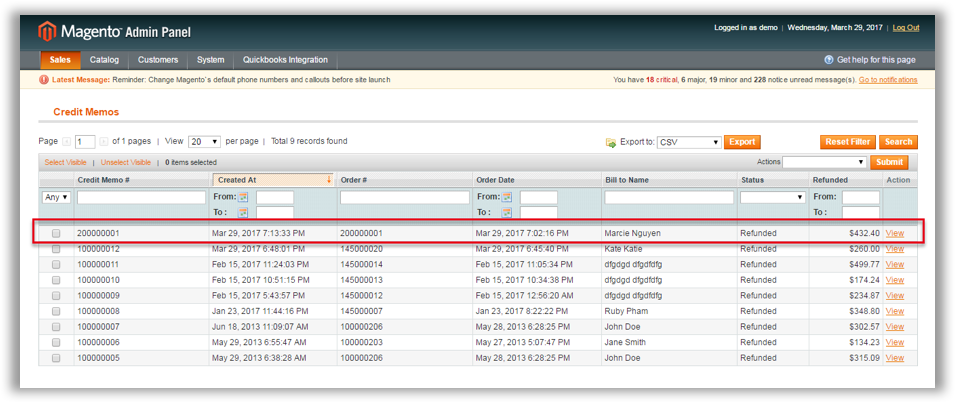 Magento Admin Panel
Logged in as demo | Wednesday, March 29, 2017 | Log Out
Sales Catalog Customers System Quickbooks Integration Get help for this page
Latest Message: Reminder: Change Magento`s default phone numbers and callouts before site launch You have 18 critical, 6 major, 19 minor and 228 notice unread message(s). Go to notifications
Credit Memos
Page 1 of 1 pages | View 20 per page | Total 9 records found Export to: CSV Export Reset Filter Search
Select Visible | Unselect Visible | 0 items selected Actions Submit
Credit Memo # Created At Order # Order Date Bill to Name Status Refunded Action
Any From: From: From:
To : To : To :
200000001 Mar 29, 2017 7:13:33 PM 200000001 Mar 29, 2017 7:02:16 PM Marcie Nguyen Refunded $432.40 View
100000012 Mar 29, 2017 6:48:01 PM 145000020 Mar 29, 2017 6:45:40 PM Kate Katie Refunded $260.00 View
100000011 Feb 15, 2017 11:24:03 PM 145000014 Feb 15, 2017 11:05:34 PM dfgdgd dfgdfdfg Refunded $499.77 View
100000010 Feb 15, 2017 10:51:15 PM 145000013 Feb 15, 2017 10:34:38 PM dfgdgd dfgdfdfg Refunded $174.24 View
100000009 Feb 15, 2017 5:43:57 PM 145000012 Feb 15, 2017 12:56:20 AM dfgdgd dfgdfdfg Refunded $234.87 View
100000008 Jan 23, 2017 11:44:16 PM 145000007 Jan 23, 2017 8:22:22 PM Ruby Pham Refunded $348.80 View
100000007 Jun 18, 2013 11:09:07 AM 100000206 May 28, 2013 6:28:25 PM John Doe Refunded $302.57 View
100000006 May 29, 2013 6:55:47 AM 100000203 May 27, 2013 5:07:47 PM Jane Smith Refunded $134.23 View
100000005 May 29, 2013 6:38:28 AM 100000206 May 28, 2013 6:28:25 PM John Doe Refunded $315.09 View